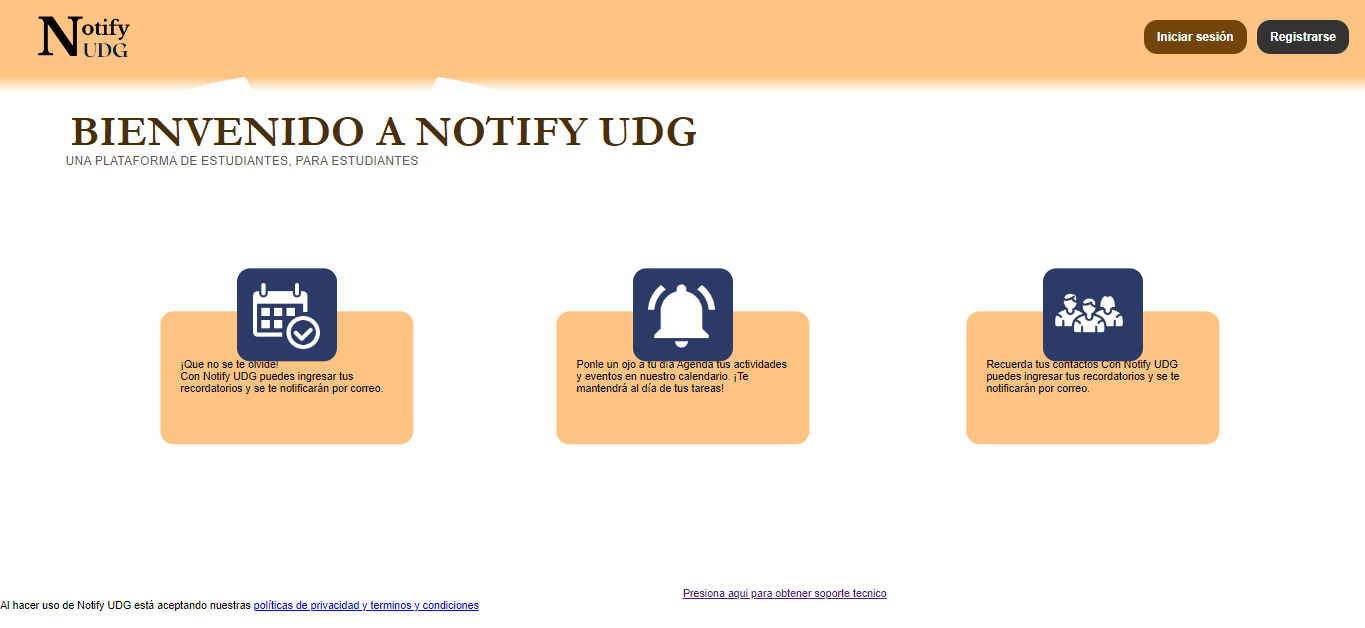 Notify
UDG
Iniciar sesión
Registrarse
BIENVENIDO A NOTIFY UDG
UNA PLATAFORMA DE ESTUDIANTES, PARA ESTUDIANTES
¡Que no se te olvide!
Con Notify UDG puedes ingresar tus
recordatorios y se te notificarán por correo.
Ponle un ojo a tu día Agenda tus actividades
y eventos en nuestro calendario. ¡Te
mantendrá al día de tus tareas!
Recuerda tus contactos Con Notify UDG
puedes ingresar tus recordatorios y se te
notificarán por correo.
Presiona aqui para obtener soporte tecnico
Al hacer uso de Notify UDG está aceptando nuestras políticas de privacidad y terminos y condiciones